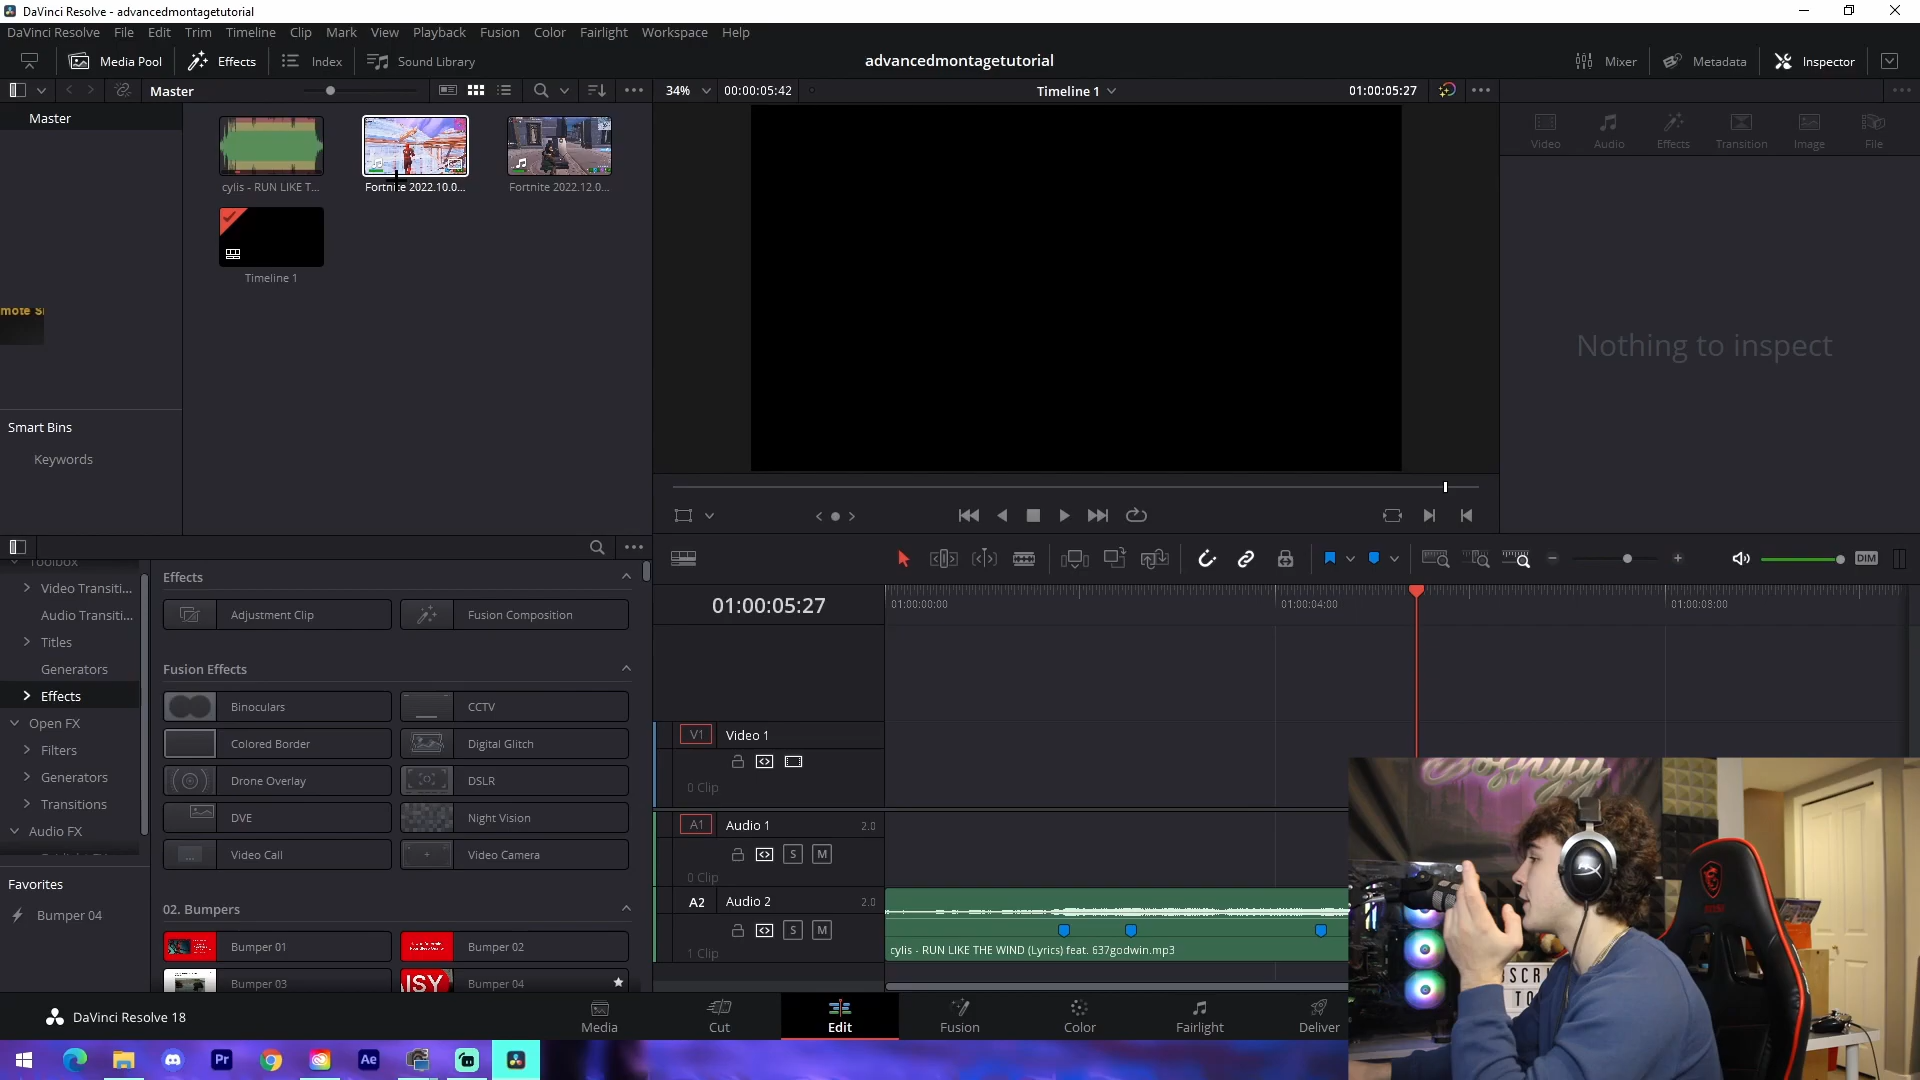 DaVinci Resolve - advancedmontagetutorial
DaVinci Resolve File Edit Trim Timeline Clip Mark View Playback Fusion Color Fairlight Workspace Help
Media Pool Effects Index Sound Library advancedmontagetutorial Mixer Metadata Inspector
Master 34% 00:00:05:42 Timeline 1 01:00:05:27
Master
Video Audio Effects Transition Image File
cylis - RUN LIKE T... Fortnite 2022.10.0... Fortnite 2022.12.0...
Timeline 1
mote S
Nothing to inspect
Smart Bins
Keywords
Toolbox
Video Transiti...
Audio Transiti...
Titles
Generators
Effects
Open FX
Filters
Generators
Transitions
Audio FX
Favorites
Bumper 04
Effects
Adjustment Clip Fusion Composition
Fusion Effects
Binoculars CCTV
Colored Border Digital Glitch
Drone Overlay DSLR
DVE Night Vision
Video Call Video Camera
02. Bumpers
Bumper 01 Bumper 02
Bumper 03 ISY Bumper 04
DIM
01:00:05:27 01:00:00:00 01:00:04:00 01:00:08:00
V1 Video 1
0 Clip
A1 Audio 1 2.0
S M
0 Clip
A2 Audio 2 2.0
S M
1 Clip
cylis - RUN LIKE THE WIND (Lyrics) feat. 637godwin.mp3
DaVinci Resolve 18
Media Cut Edit Fusion Color Fairlight Deliver
Pr Ae